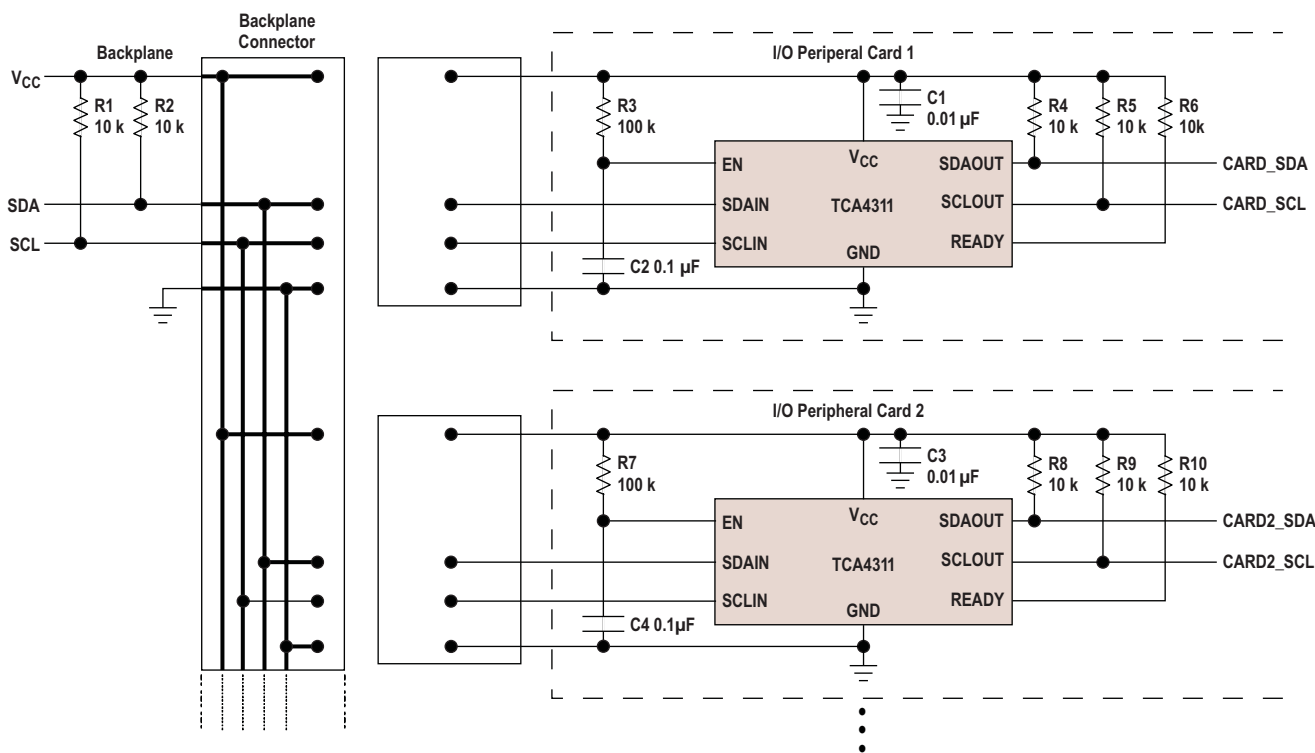 Backplane
Backplane
Connector
VCC
R1
10 k
R2
10 k
SDA
SCL
I/O Periperal Card 1
R3
100 k
C1
0.01 µF
R4
10 k
R5
10 k
R6
10k
EN
VCC
SDAOUT
CARD_SDA
SDAIN
TCA4311
SCLOUT
CARD_SCL
SCLIN
READY
GND
C2 0.1 µF
I/O Peripheral Card 2
R7
100 k
C3
0.01 µF
R8
10 k
R9
10 k
R10
10 k
EN
VCC
SDAOUT
CARD2_SDA
SDAIN
TCA4311
SCLOUT
CARD2_SCL
SCLIN
READY
GND
C4 0.1µF